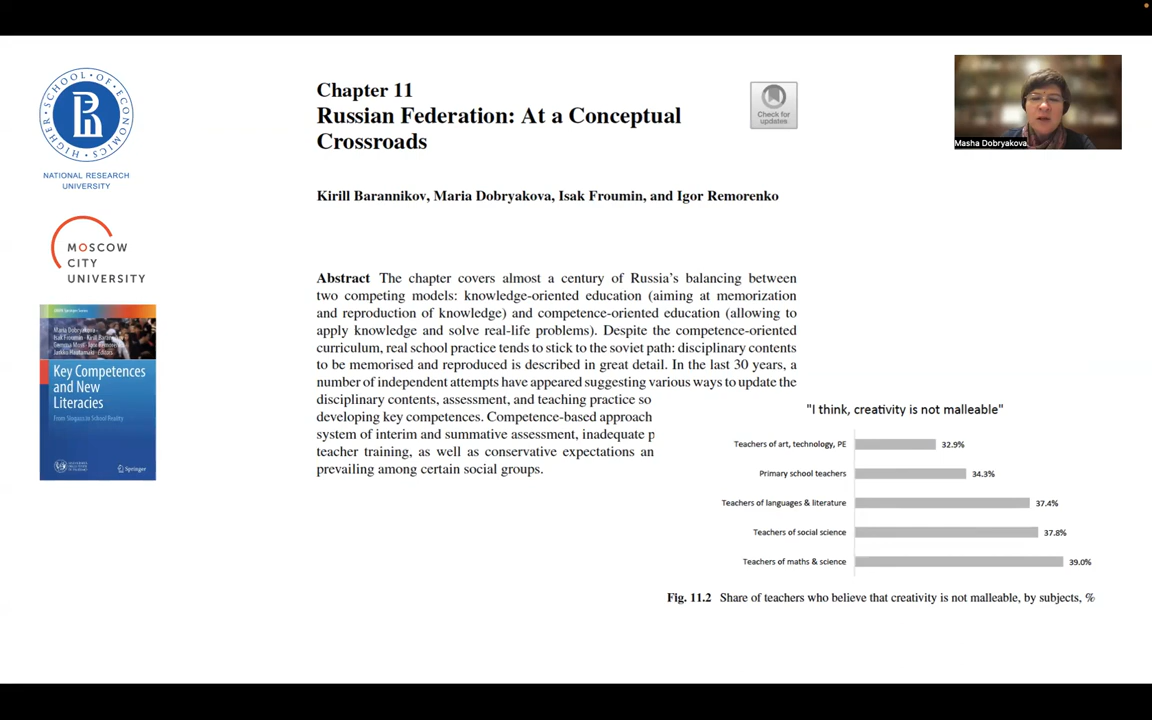 HIGHER · SCHOOL OF · ECONOMICS
NATIONAL RESEARCH
UNIVERSITY
MOSCOW
CITY
UNIVERSITY
Maria Dobryakova
Isak Froumin
Editors
Key Competences
and New
Literacies
From Slogans to School Reality
Springer
Chapter 11
Russian Federation: At a Conceptual
Crossroads
Check for
updates
Kirill Barannikov, Maria Dobryakova, Isak Froumin, and Igor Remorenko
Abstract The chapter covers almost a century of Russia's balancing between
two competing models: knowledge-oriented education (aiming at memorization
and reproduction of knowledge) and competence-oriented education (allowing to
apply knowledge and solve real-life problems). Despite the competence-oriented
curriculum, real school practice tends to stick to the soviet path: disciplinary contents
to be memorised and reproduced is described in great detail. In the last 30 years, a
number of independent attempts have appeared suggesting various ways to update the
disciplinary contents, assessment, and teaching practice so
developing key competences. Competence-based approach
system of interim and summative assessment, inadequate p
teacher training, as well as conservative expectations an
prevailing among certain social groups.
"I think, creativity is not malleable"
Teachers of art, technology, PE 32.9%
Primary school teachers 34.3%
Teachers of languages & literature 37.4%
Teachers of social science 37.8%
Teachers of maths & science 39.0%
Fig. 11.2 Share of teachers who believe that creativity is not malleable, by subjects, %
Masha Dobryakova